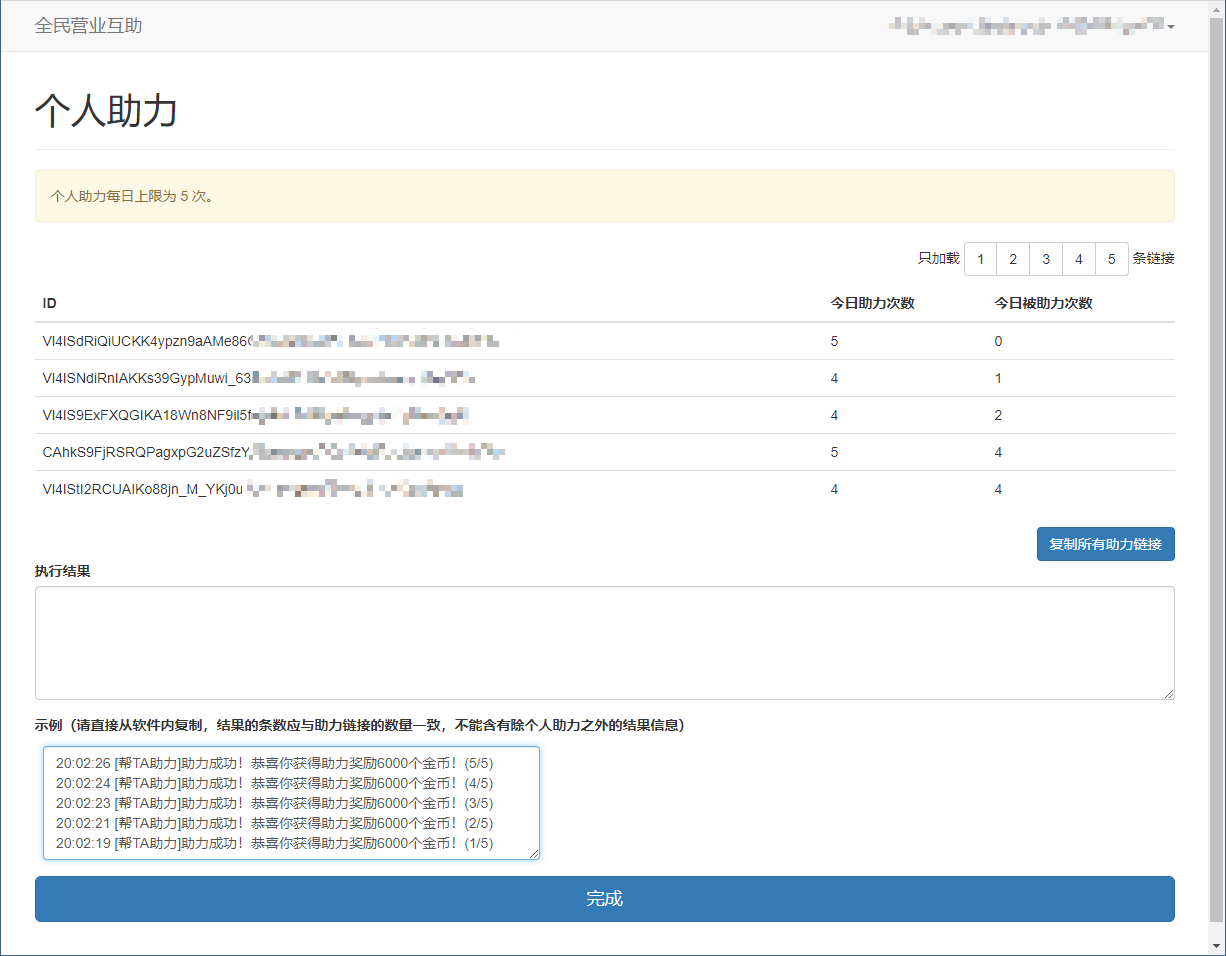 全民营业互助
个人助力
个人助力每日上限为 5 次。
只加载 1 2 3 4 5 条链接
ID 今日助力次数 今日被助力次数
VI4ISdRiQiUCKK4ypzn9aAMe86 5 0
VI4ISNdiRnIAKKs39GypMuwi_63 4 1
VI4IS9ExFXQGIKA18Wn8NF9iI5f 4 2
CAhkS9FjRSRQPagxpG2uZSfzY 5 4
VI4IStI2RCUAIKo88jn_M_YKj0u 4 4
复制所有助力链接
执行结果
示例（请直接从软件内复制，结果的条数应与助力链接的数量一致，不能含有除个人助力之外的结果信息）
20:02:26 [帮TA助力]助力成功！恭喜你获得助力奖励6000个金币！(5/5)
20:02:24 [帮TA助力]助力成功！恭喜你获得助力奖励6000个金币！(4/5)
20:02:23 [帮TA助力]助力成功！恭喜你获得助力奖励6000个金币！(3/5)
20:02:21 [帮TA助力]助力成功！恭喜你获得助力奖励6000个金币！(2/5)
20:02:19 [帮TA助力]助力成功！恭喜你获得助力奖励6000个金币！(1/5)
完成